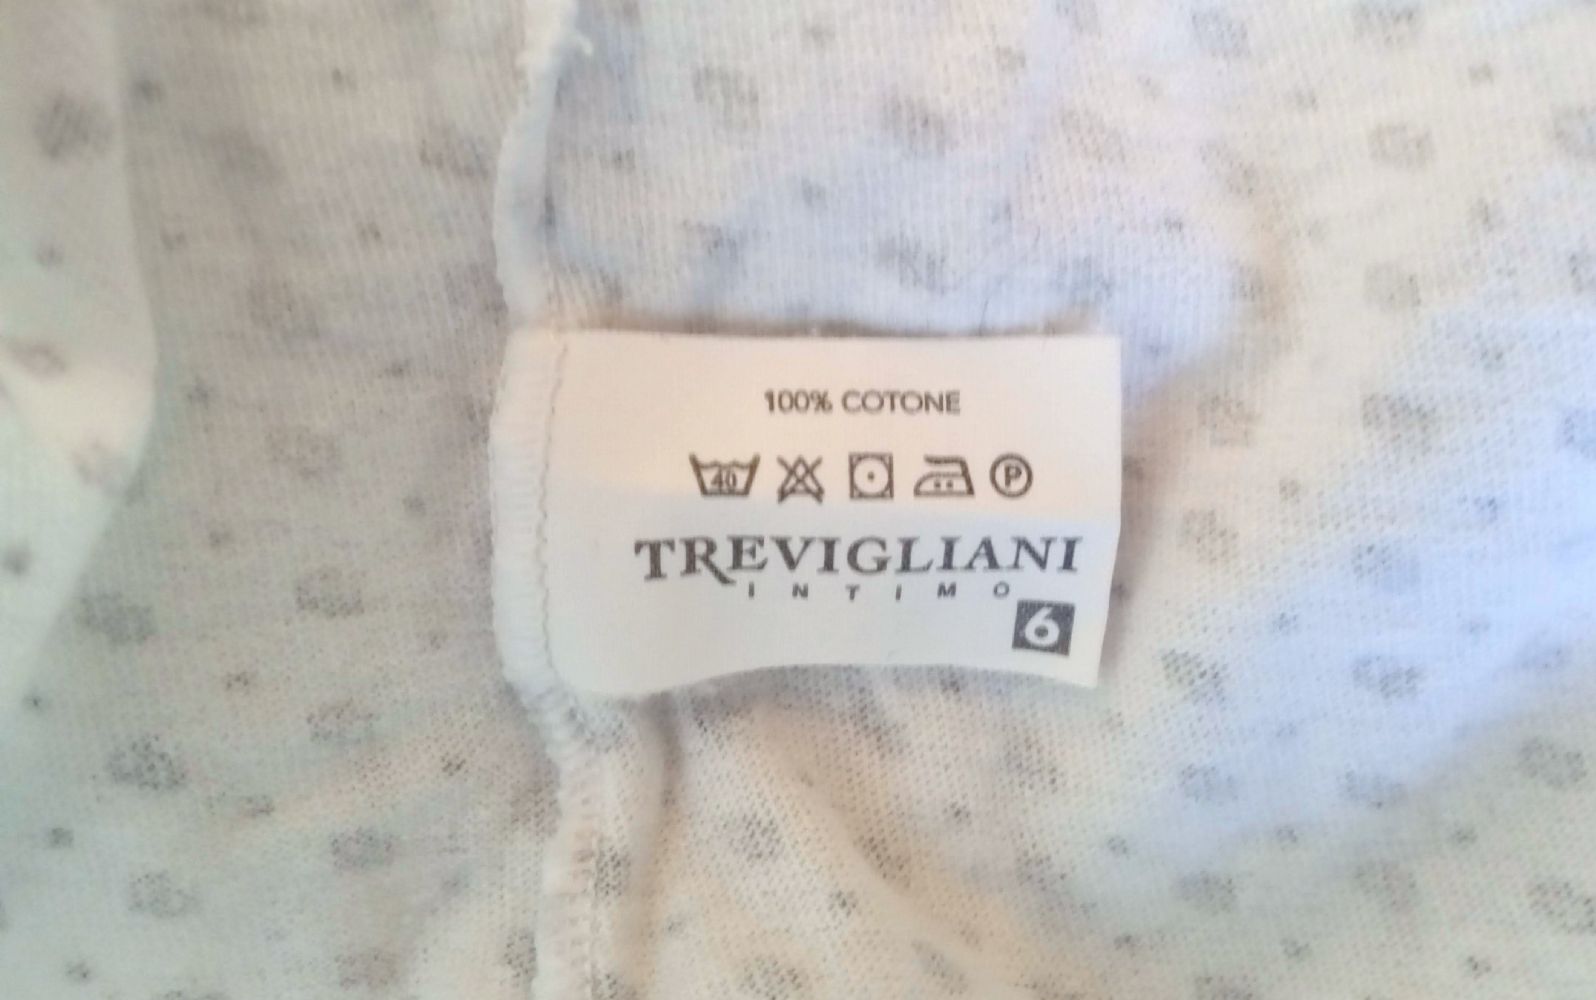 100% COTONE
40 P
TREVIGLIANI
INTIMO
6